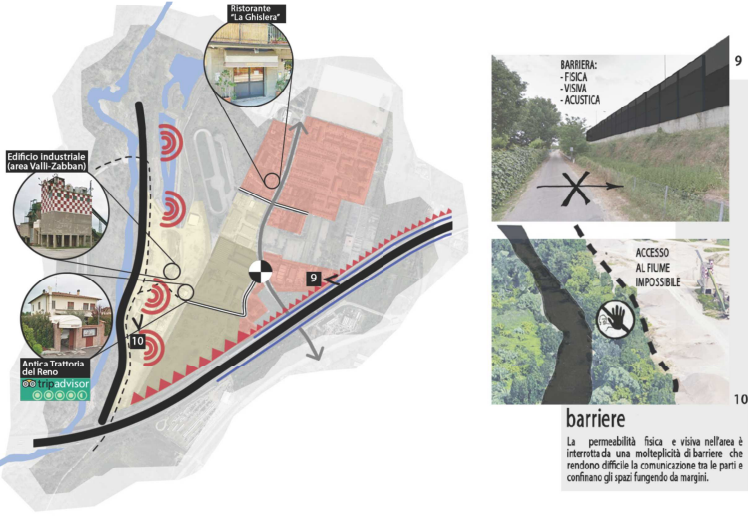 Ristorante
“La Ghislera”
Edificio industriale
(area Valli-Zabban)
Antica Trattoria
del Reno
tripadvisor
9
10
BARRIERA:
- FISICA
- VISIVA
- ACUSTICA
9
ACCESSO
AL FIUME
IMPOSSIBILE
10
barriere
La permeabilità fisica e visiva nell'area è
interrotta da una molteplicità di barriere che
rendono difficile la comunicazione tra le parti e
confinano gli spazi fungendo da margini.